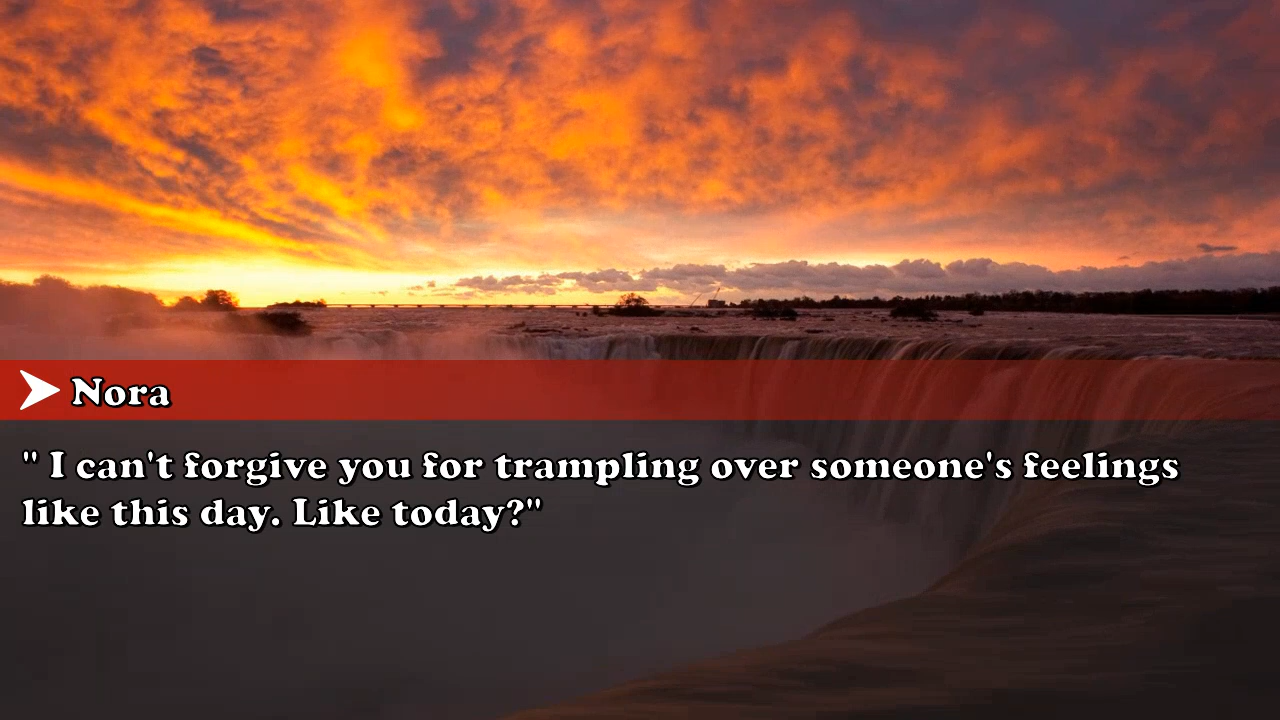 Nora
" I can't forgive you for trampling over someone's feelings
like this day. Like today?"